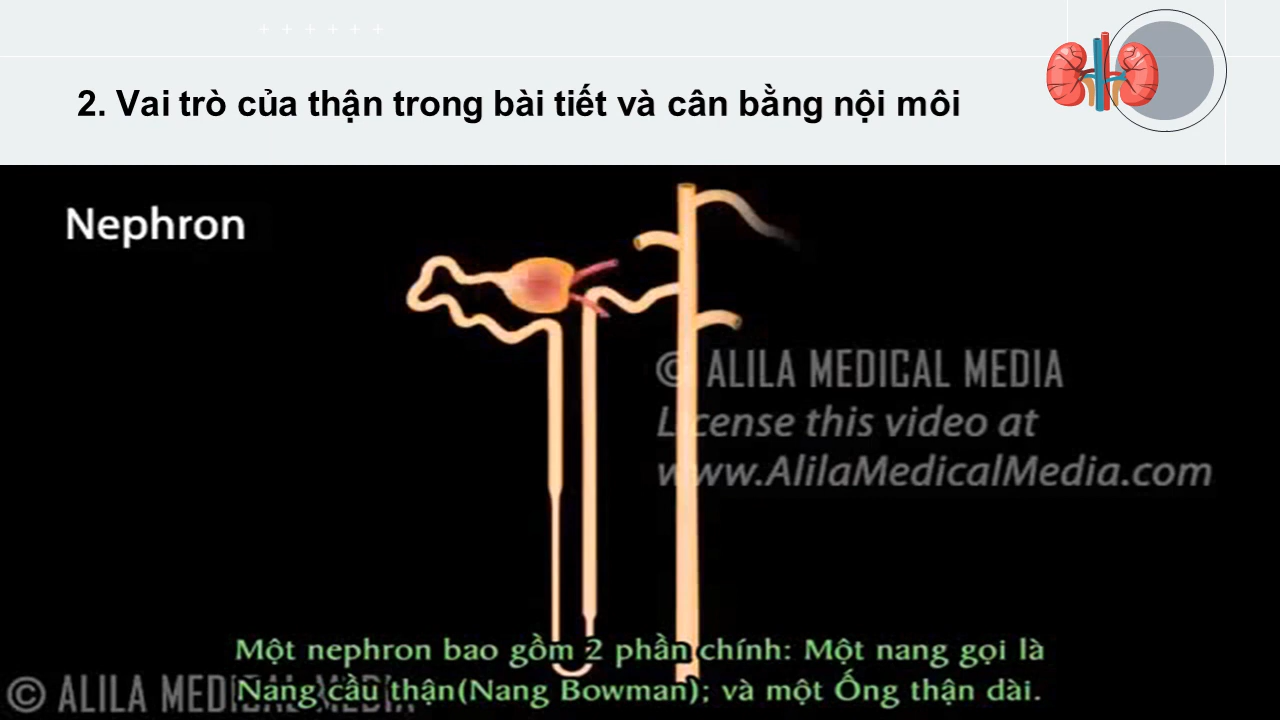 2. Vai trò của thận trong bài tiết và cân bằng nội môi
Nephron
© ALILA MEDICAL MEDIA
License this video at
www.AlilaMedicalMedia.com
Một nephron bao gồm 2 phần chính: Một nang gọi là
Nang cầu thận(Nang Bowman); và một Ống thận dài.
© ALILA MEDICAL MEDIA